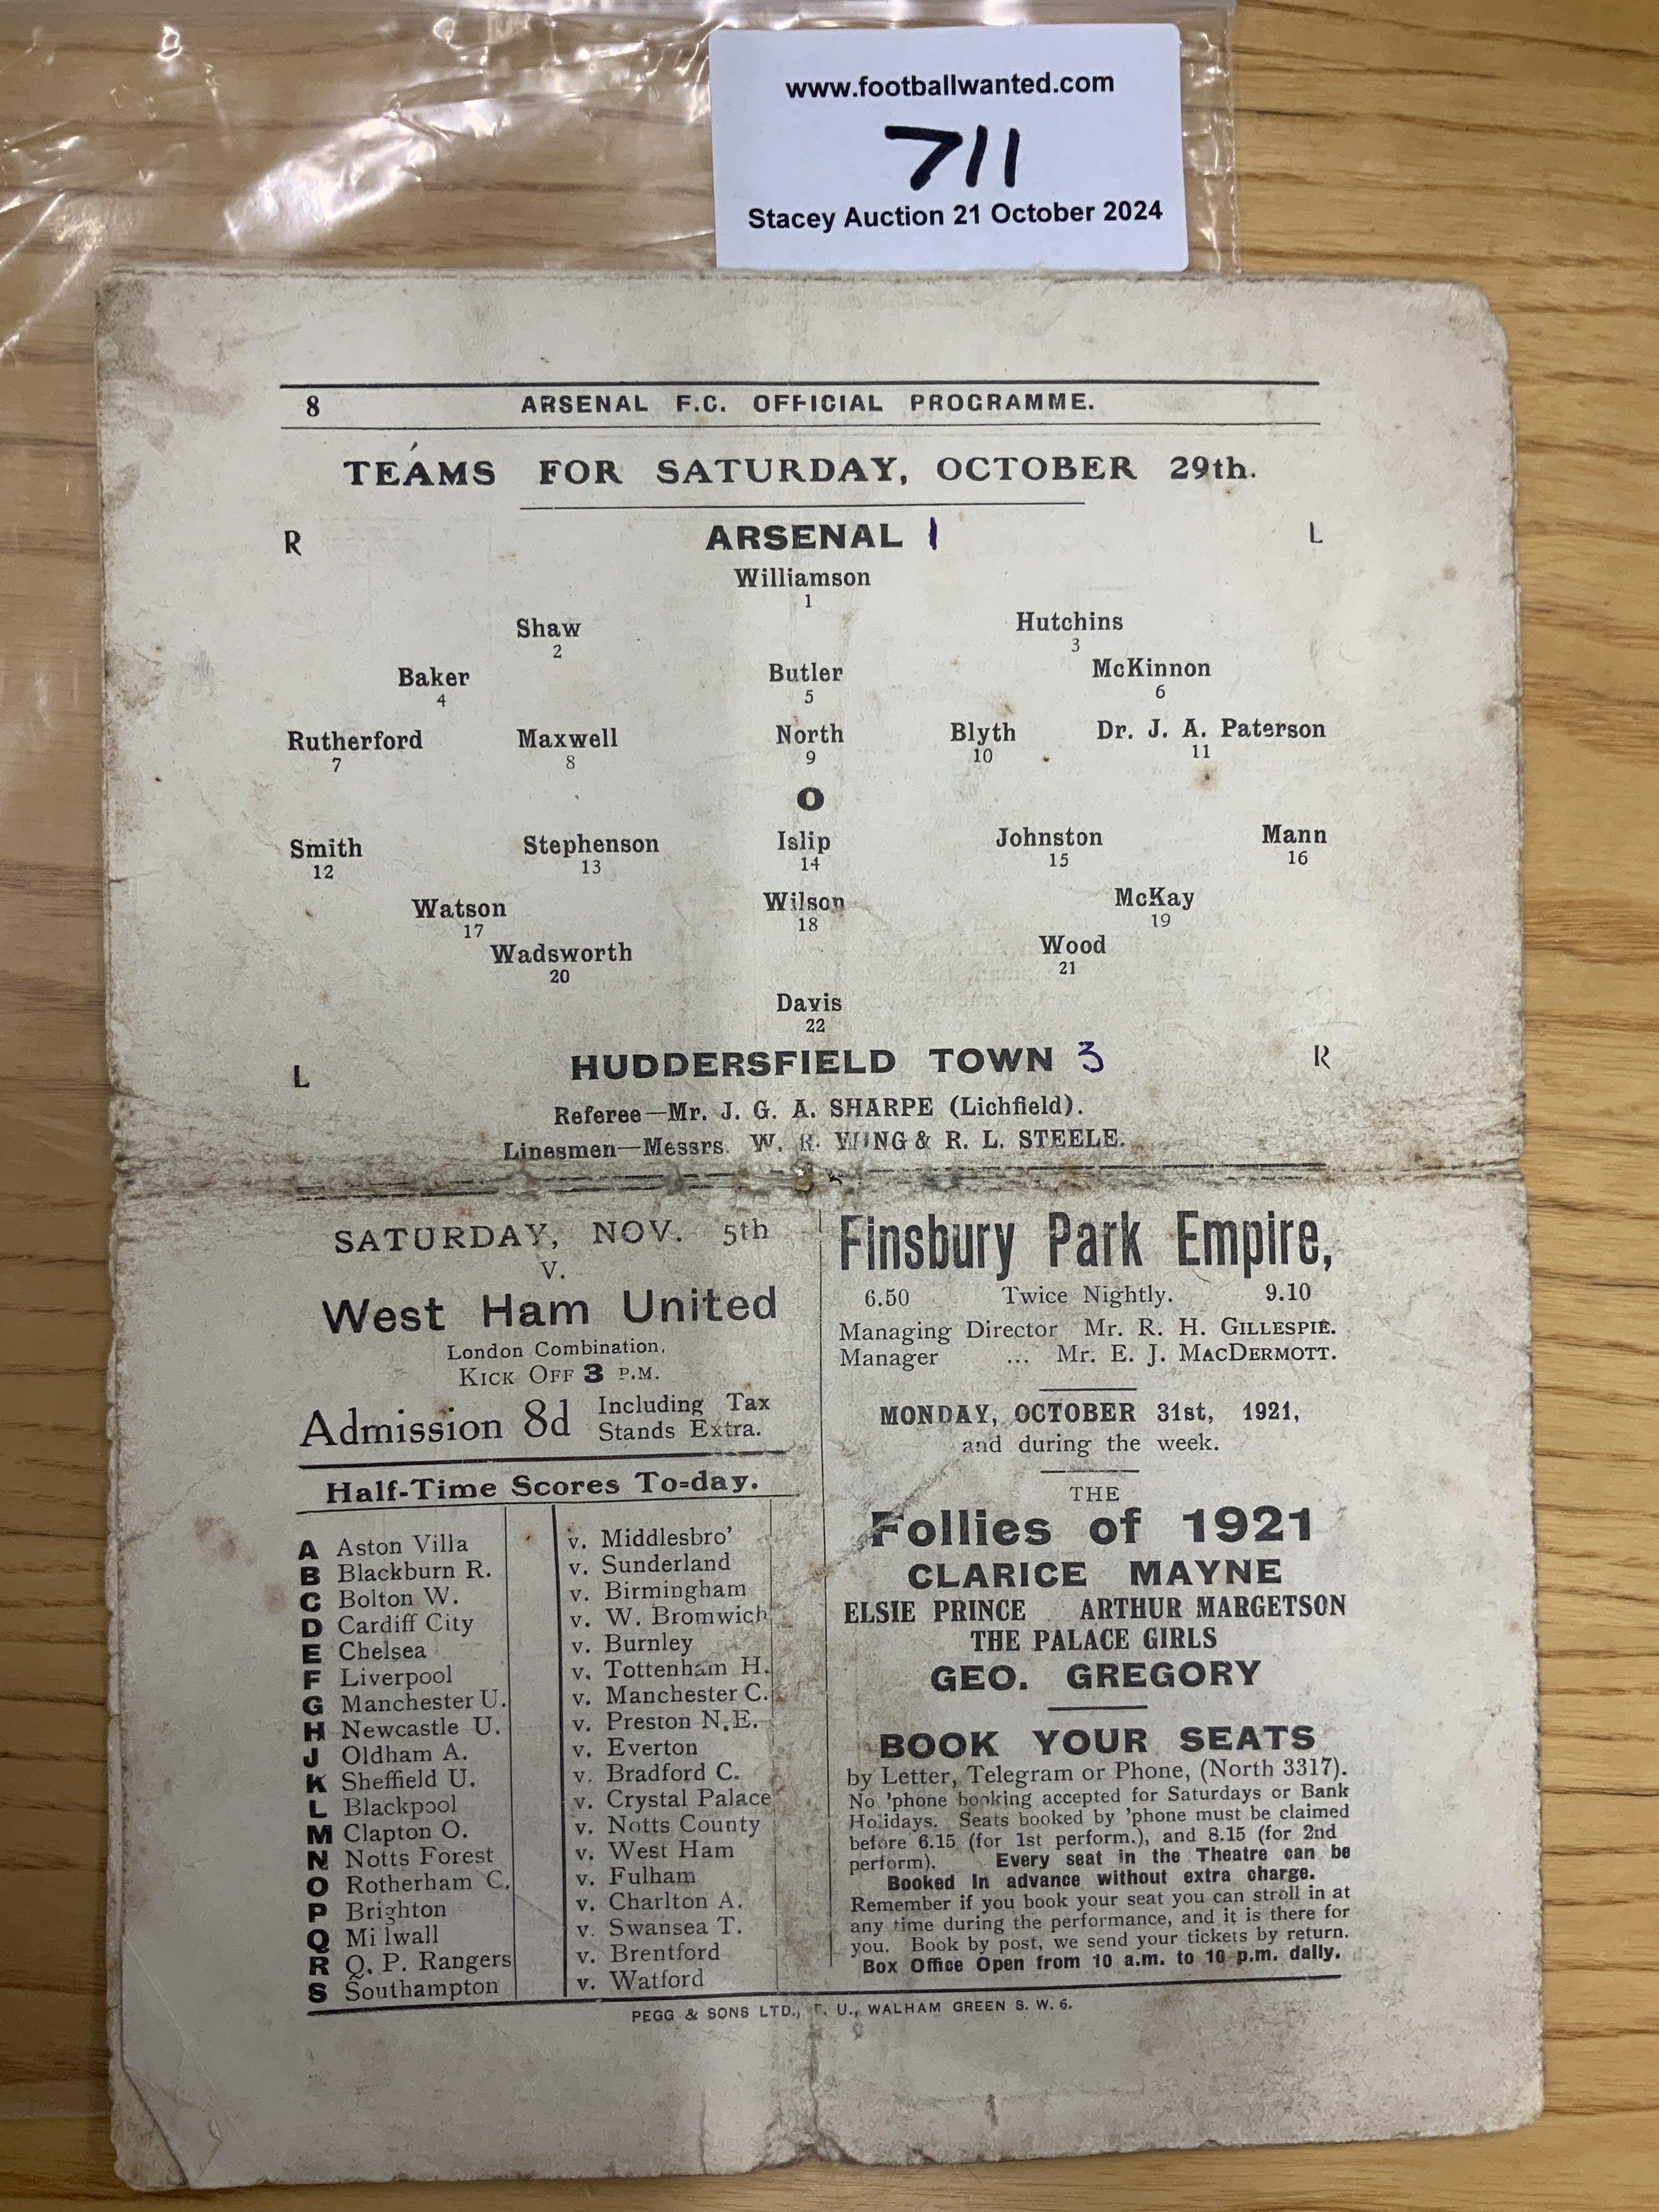 www.footballwanted.com
711
Stacey Auction 21 October 2024
8 ARSENAL F.C. OFFICIAL PROGRAMME.
TEAMS FOR SATURDAY, OCTOBER 29th.
R ARSENAL 1 L
Williamson
1
Shaw Hutchins
2 3
Baker Butler McKinnon
4 5 6
Rutherford Maxwell North Blyth Dr. J. A. Paterson
7 8 9 10 11
O
Smith Stephenson Islip Johnston Mann
12 13 14 15 16
Watson Wilson McKay
17 18 19
Wadsworth Wood
20 21
Davis
22
L HUDDERSFIELD TOWN 3 R
Referee—Mr. J. G. A. SHARPE (Lichfield).
Linesmen—Messrs. W. R. WING & R. L. STEELE.
SATURDAY, NOV. 5th
V.
West Ham United
London Combination.
KICK OFF 3 P.M.
Admission 8d Including Tax
Stands Extra.
Half-Time Scores To-day.
A Aston Villa v. Middlesbro'
B Blackburn R. v. Sunderland
C Bolton W. v. Birmingham
D Cardiff City v. W. Bromwich
E Chelsea v. Burnley
F Liverpool v. Tottenham H.
G Manchester U. v. Manchester C.
H Newcastle U. v. Preston N.E.
J Oldham A. v. Everton
K Sheffield U. v. Bradford C.
L Blackpool v. Crystal Palace
M Clapton O. v. Notts County
N Notts Forest v. West Ham
O Rotherham C. v. Fulham
P Brighton v. Charlton A.
Q Millwall v. Swansea T.
R Q. P. Rangers v. Brentford
S Southampton v. Watford
Finsbury Park Empire,
6.50 Twice Nightly. 9.10
Managing Director Mr. R. H. GILLESPIE.
Manager ... Mr. E. J. MACDERMOTT.
MONDAY, OCTOBER 31st, 1921,
and during the week.
THE
Follies of 1921
CLARICE MAYNE
ELSIE PRINCE ARTHUR MARGETSON
THE PALACE GIRLS
GEO. GREGORY
BOOK YOUR SEATS
by Letter, Telegram or Phone, (North 3317).
No 'phone booking accepted for Saturdays or Bank
Holidays. Seats booked by 'phone must be claimed
before 6.15 (for 1st perform.), and 8.15 (for 2nd
perform). Every seat in the Theatre can be
Booked in advance without extra charge.
Remember if you book your seat you can stroll in at
any time during the performance, and it is there for
you. Book by post, we send your tickets by return.
Box Office Open from 10 a.m. to 10 p.m. daily.
PEGG & SONS LTD., T. U., WALHAM GREEN S. W. 6.